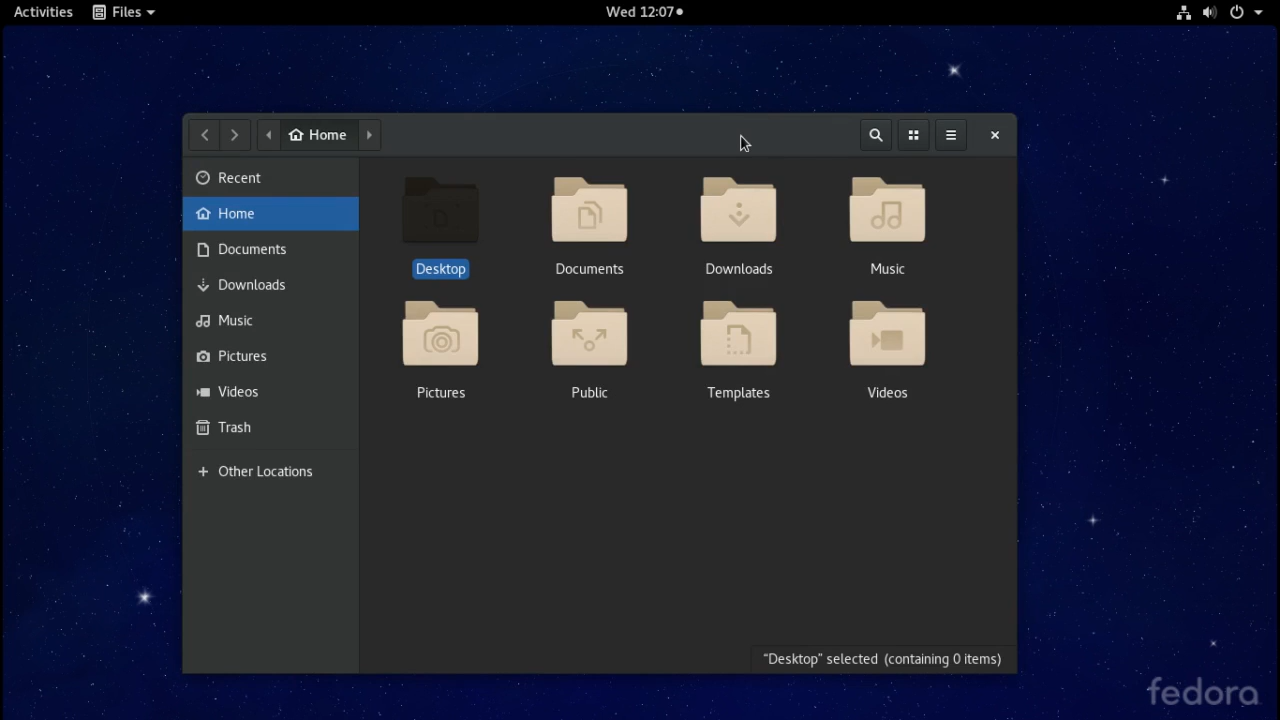 Activities Files Wed 12:07
Home
Recent
Home
Documents
Downloads
Music
Pictures
Videos
Trash
Other Locations
Desktop Documents Downloads Music
Pictures Public Templates Videos
“Desktop” selected (containing 0 items)
fedora